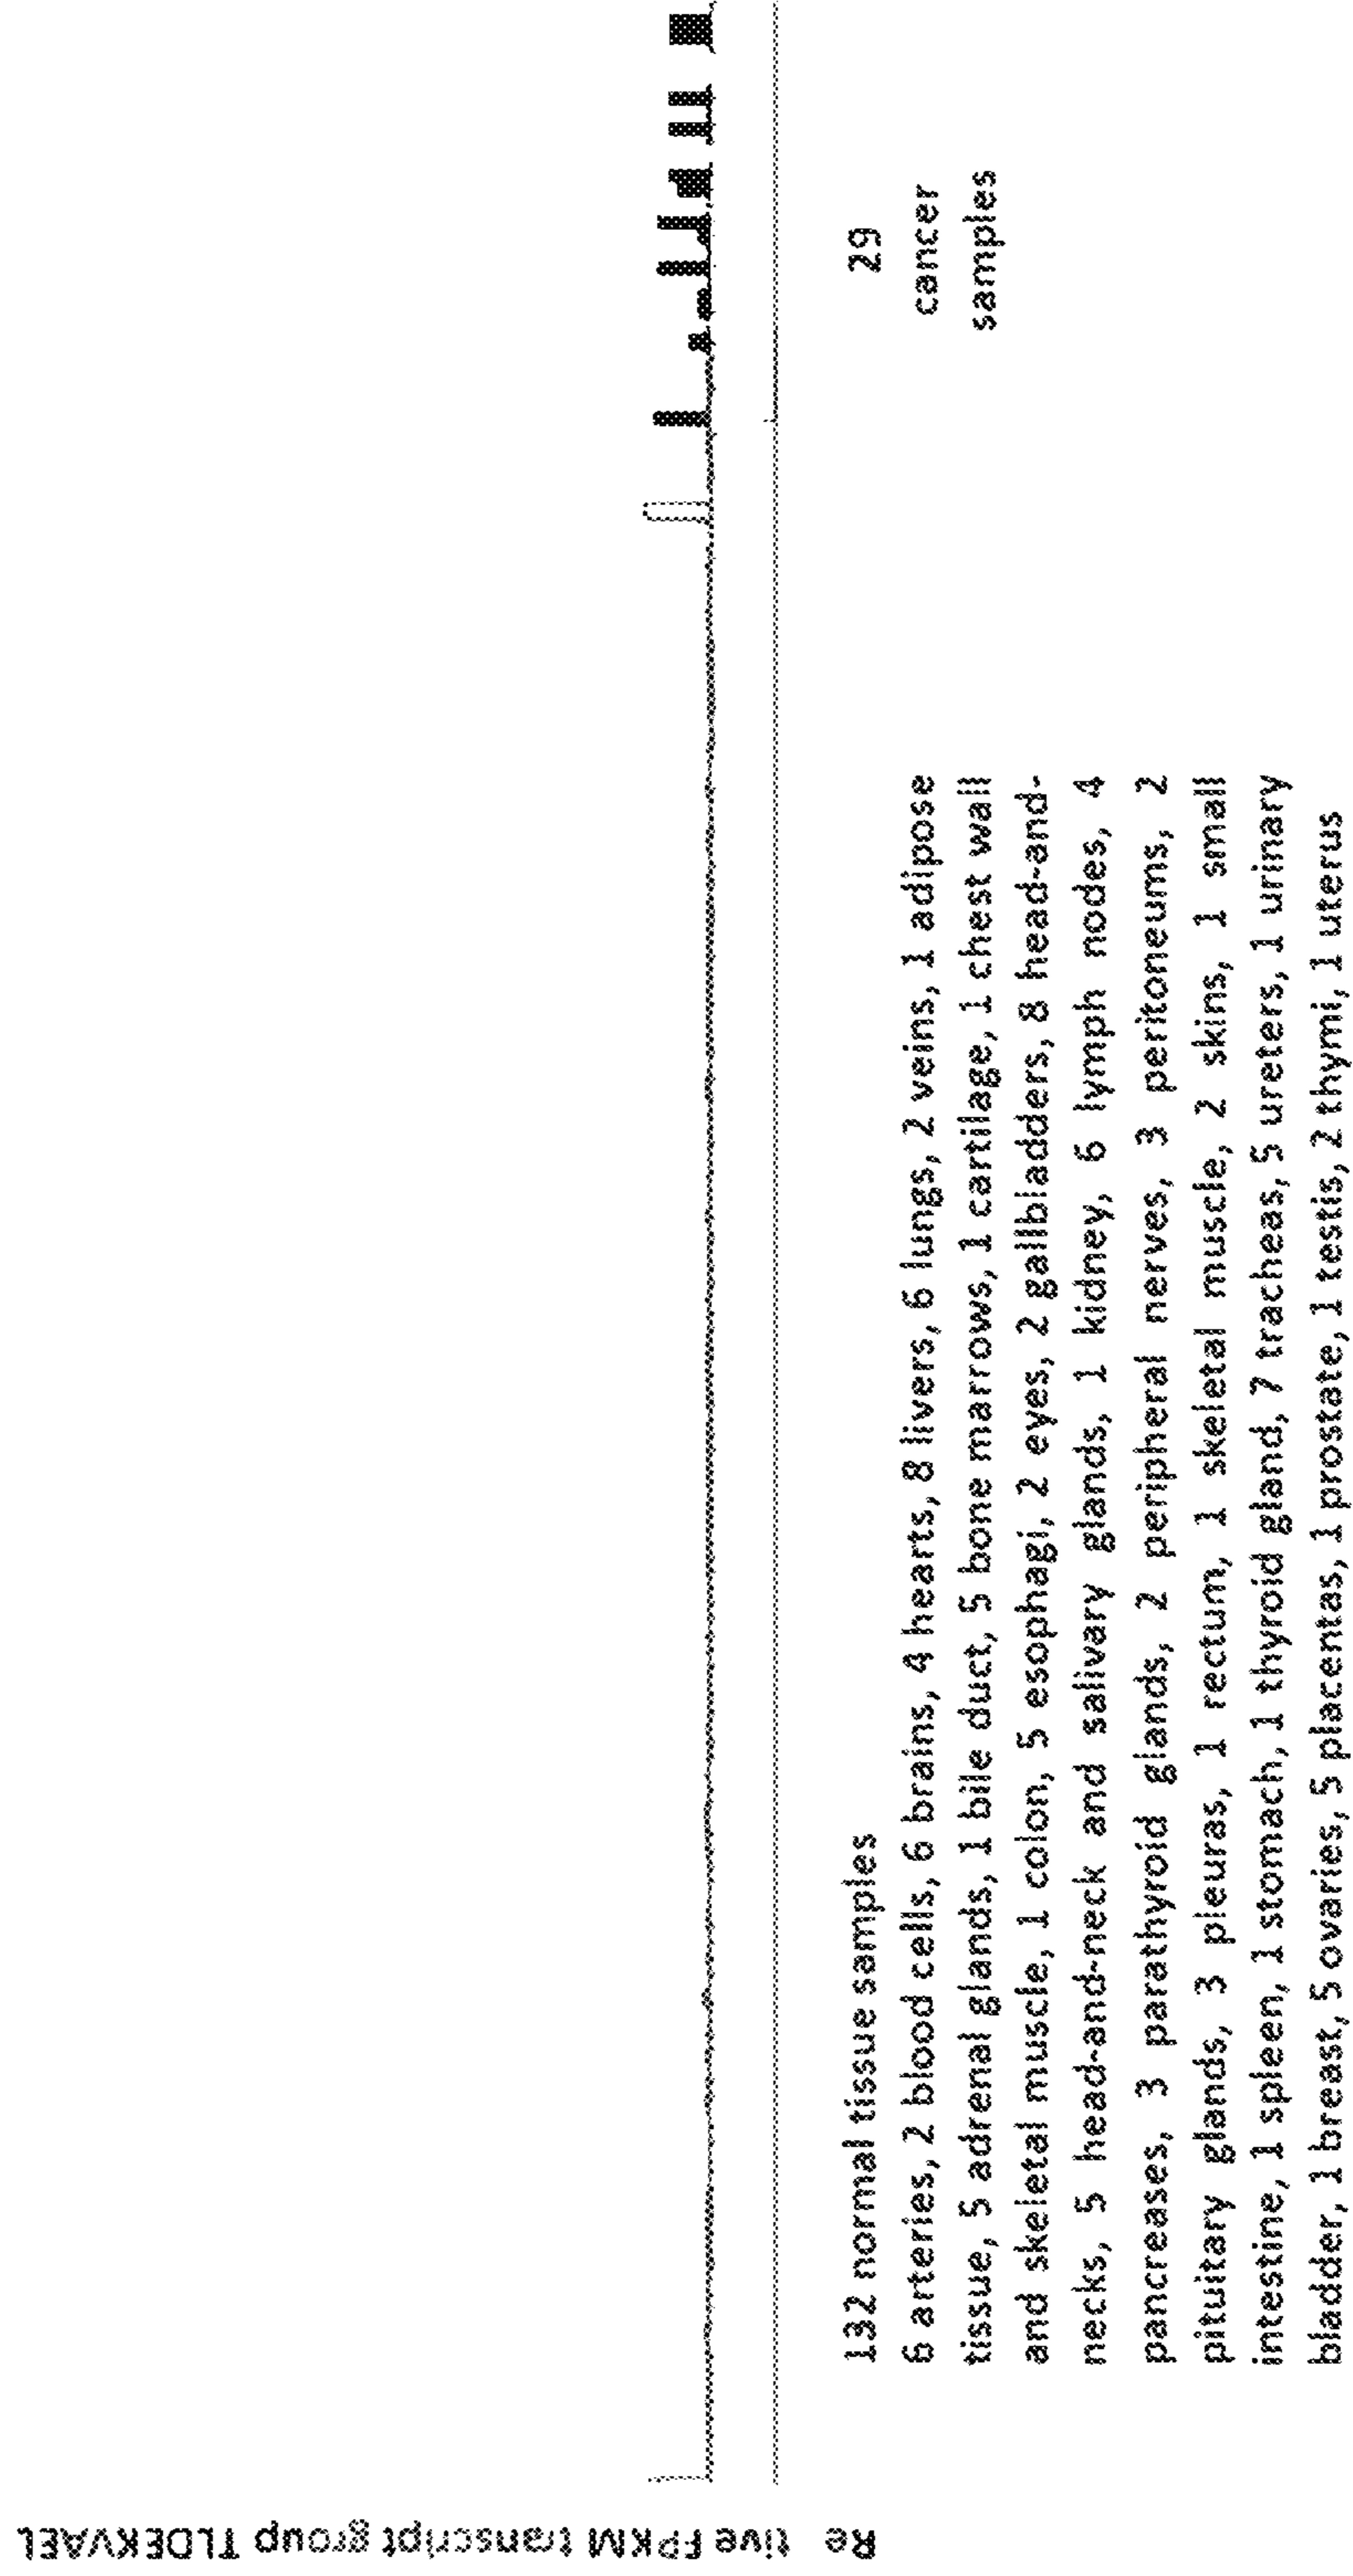 Re tive FPKM transcript group TLDEKVAEL
132 normal tissue samples
6 arteries, 2 blood cells, 6 brains, 4 hearts, 8 livers, 6 lungs, 2 veins, 1 adipose
tissue, 5 adrenal glands, 1 bile duct, 5 bone marrows, 1 cartilage, 1 chest wall
and skeletal muscle, 1 colon, 5 esophagi, 2 eyes, 2 gallbladders, 8 head-and-
necks, 5 head-and-neck and salivary glands, 1 kidney, 6 lymph nodes, 4
pancreases, 3 parathyroid glands, 2 peripheral nerves, 3 peritoneums, 2
pituitary glands, 3 pleuras, 1 rectum, 1 skeletal muscle, 2 skins, 1 small
intestine, 1 spleen, 1 stomach, 1 thyroid gland, 7 tracheas, 5 ureters, 1 urinary
bladder, 1 breast, 5 ovaries, 5 placentas, 1 prostate, 1 testis, 2 thymi, 1 uterus
29
cancer
samples